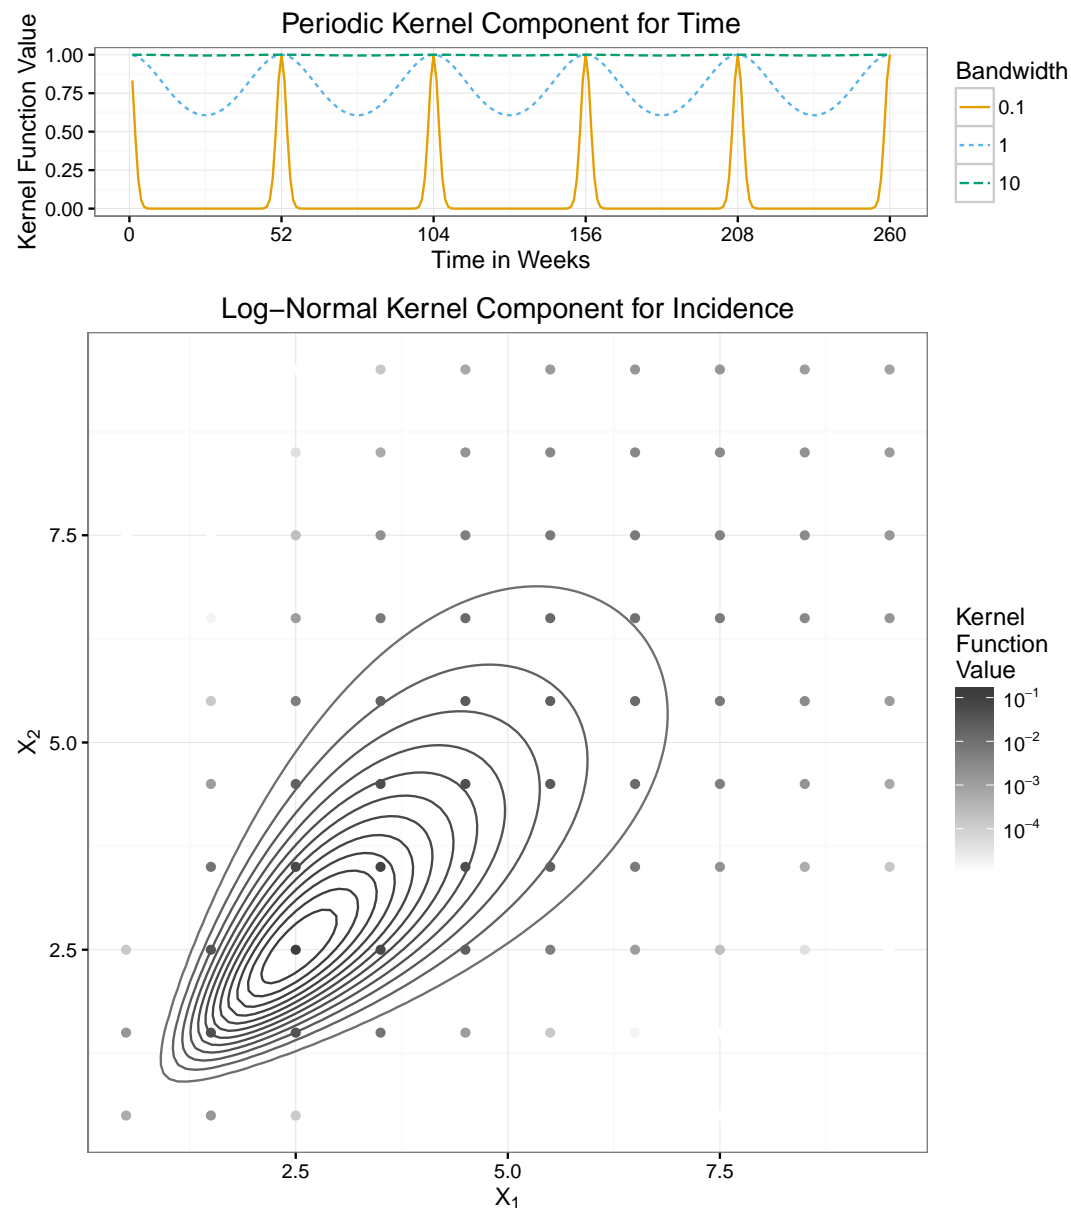 Periodic Kernel Component for Time
Kernel Function Value
1.00
0.75
0.50
0.25
0.00
0 52 104 156 208 260
Time in Weeks
Bandwidth
0.1
1
10
Log−Normal Kernel Component for Incidence
X₂
7.5
5.0
2.5
2.5 5.0 7.5
X₁
Kernel
Function
Value
10⁻¹
10⁻²
10⁻³
10⁻⁴